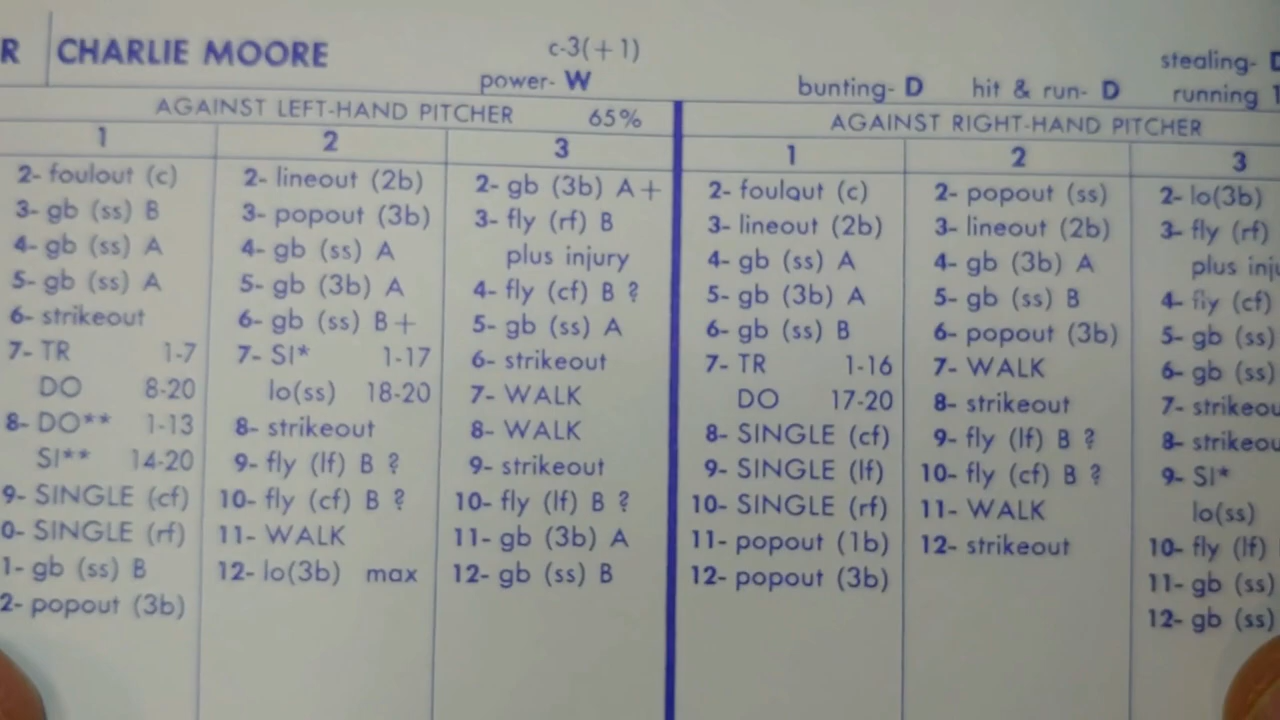 R CHARLIE MOORE c-3(+1)
power- W bunting- D hit & run- D stealing-
running
AGAINST LEFT-HAND PITCHER 65%
1
2- foulout (c)
3- gb (ss) B
4- gb (ss) A
5- gb (ss) A
6- strikeout
7- TR 1-7
DO 8-20
8- DO** 1-13
SI** 14-20
9- SINGLE (cf)
0- SINGLE (rf)
1- gb (ss) B
2- popout (3b)
2
2- lineout (2b)
3- popout (3b)
4- gb (ss) A
5- gb (3b) A
6- gb (ss) B+
7- SI* 1-17
lo(ss) 18-20
8- strikeout
9- fly (lf) B ?
10- fly (cf) B ?
11- WALK
12- lo(3b) max
3
2- gb (3b) A+
3- fly (rf) B
plus injury
4- fly (cf) B ?
5- gb (ss) A
6- strikeout
7- WALK
8- WALK
9- strikeout
10- fly (lf) B ?
11- gb (3b) A
12- gb (ss) B
AGAINST RIGHT-HAND PITCHER
1
2- foulout (c)
3- lineout (2b)
4- gb (ss) A
5- gb (3b) A
6- gb (ss) B
7- TR 1-16
DO 17-20
8- SINGLE (cf)
9- SINGLE (lf)
10- SINGLE (rf)
11- popout (1b)
12- popout (3b)
2
2- popout (ss)
3- lineout (2b)
4- gb (3b) A
5- gb (ss) B
6- popout (3b)
7- WALK
8- strikeout
9- fly (lf) B ?
10- fly (cf) B ?
11- WALK
12- strikeout
3
2- lo(3b)
3- fly (rf)
plus inju
4- fly (cf)
5- gb (ss)
6- gb (ss)
7- strikeou
8- strikeou
9- SI*
lo(ss)
10- fly (lf)
11- gb (ss)
12- gb (ss)